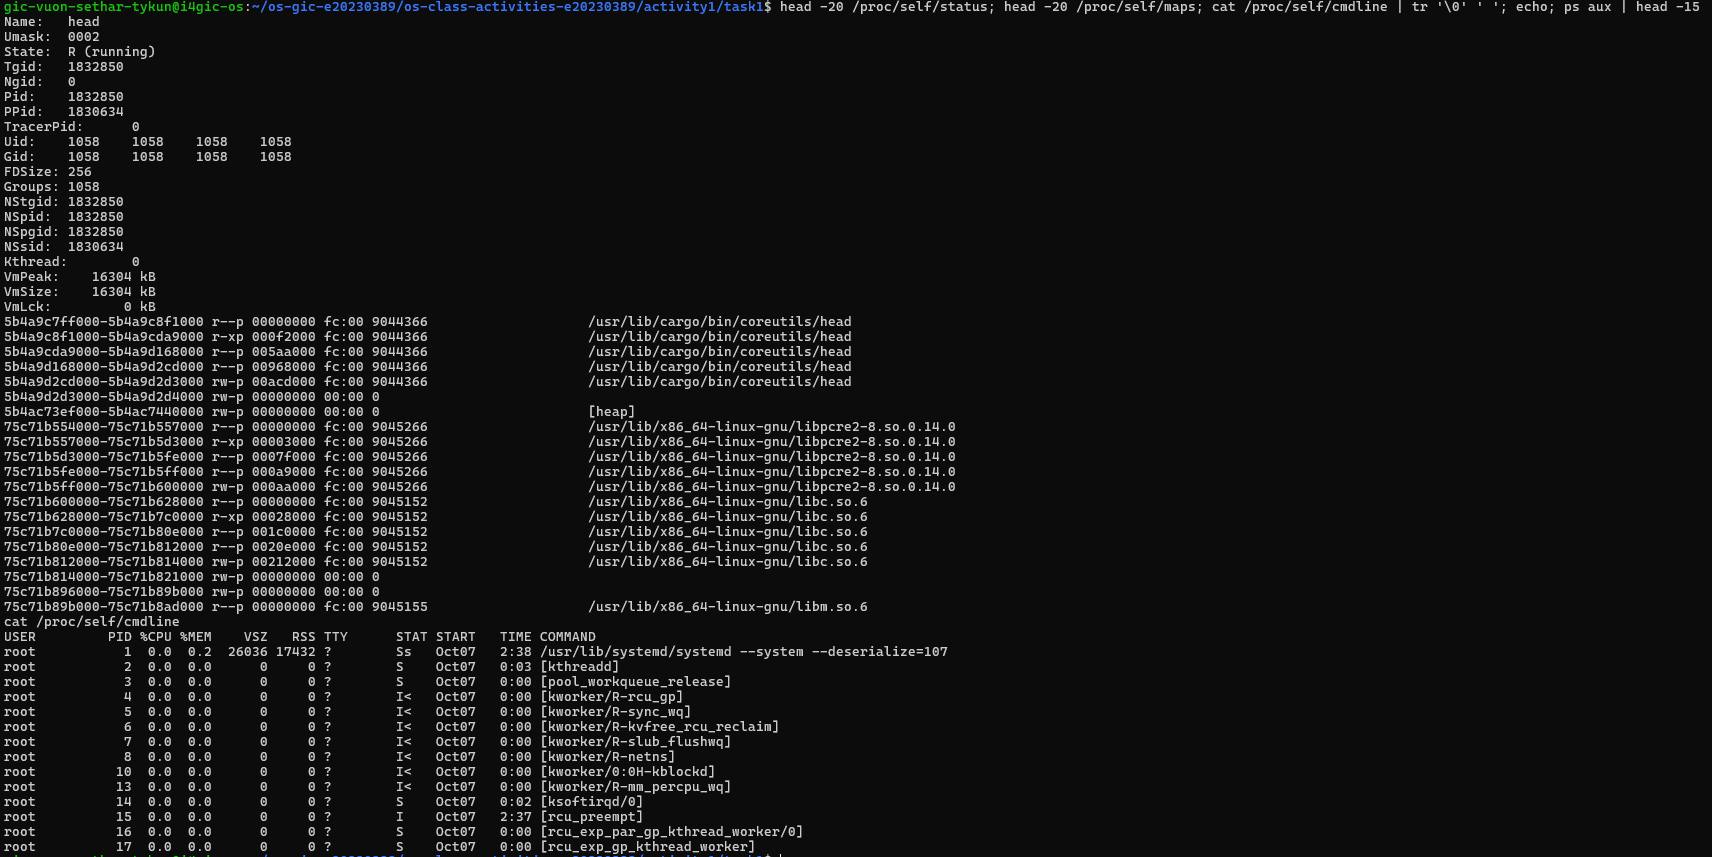 gic-vuon-sethar-tykun@i4gic-os:~/os-gic-e20230389/os-class-activities-e20230389/activity1/task1$ head -20 /proc/self/status; head -20 /proc/self/maps; cat /proc/self/cmdline | tr '\0' ' '; echo; ps aux | head -15
Name:   head
Umask:  0002
State:  R (running)
Tgid:   1832850
Ngid:   0
Pid:    1832850
PPid:   1830634
TracerPid:      0
Uid:    1058    1058    1058    1058
Gid:    1058    1058    1058    1058
FDSize: 256
Groups: 1058
NStgid: 1832850
NSpid:  1832850
NSpgid: 1832850
NSsid:  1830634
Kthread:        0
VmPeak:    16304 kB
VmSize:    16304 kB
VmLck:         0 kB
5b4a9c7ff000-5b4a9c8f1000 r--p 00000000 fc:00 9044366                    /usr/lib/cargo/bin/coreutils/head
5b4a9c8f1000-5b4a9cda9000 r-xp 000f2000 fc:00 9044366                    /usr/lib/cargo/bin/coreutils/head
5b4a9cda9000-5b4a9d168000 r--p 005aa000 fc:00 9044366                    /usr/lib/cargo/bin/coreutils/head
5b4a9d168000-5b4a9d2cd000 r--p 00968000 fc:00 9044366                    /usr/lib/cargo/bin/coreutils/head
5b4a9d2cd000-5b4a9d2d3000 rw-p 00acd000 fc:00 9044366                    /usr/lib/cargo/bin/coreutils/head
5b4a9d2d3000-5b4a9d2d4000 rw-p 00000000 00:00 0
5b4ac73ef000-5b4ac7440000 rw-p 00000000 00:00 0                          [heap]
75c71b554000-75c71b557000 r--p 00000000 fc:00 9045266                    /usr/lib/x86_64-linux-gnu/libpcre2-8.so.0.14.0
75c71b557000-75c71b5d3000 r-xp 00003000 fc:00 9045266                    /usr/lib/x86_64-linux-gnu/libpcre2-8.so.0.14.0
75c71b5d3000-75c71b5fe000 r--p 0007f000 fc:00 9045266                    /usr/lib/x86_64-linux-gnu/libpcre2-8.so.0.14.0
75c71b5fe000-75c71b5ff000 r--p 000a9000 fc:00 9045266                    /usr/lib/x86_64-linux-gnu/libpcre2-8.so.0.14.0
75c71b5ff000-75c71b600000 rw-p 000aa000 fc:00 9045266                    /usr/lib/x86_64-linux-gnu/libpcre2-8.so.0.14.0
75c71b600000-75c71b628000 r--p 00000000 fc:00 9045152                    /usr/lib/x86_64-linux-gnu/libc.so.6
75c71b628000-75c71b7c0000 r-xp 00028000 fc:00 9045152                    /usr/lib/x86_64-linux-gnu/libc.so.6
75c71b7c0000-75c71b80e000 r--p 001c0000 fc:00 9045152                    /usr/lib/x86_64-linux-gnu/libc.so.6
75c71b80e000-75c71b812000 r--p 0020e000 fc:00 9045152                    /usr/lib/x86_64-linux-gnu/libc.so.6
75c71b812000-75c71b814000 rw-p 00212000 fc:00 9045152                    /usr/lib/x86_64-linux-gnu/libc.so.6
75c71b814000-75c71b821000 rw-p 00000000 00:00 0
75c71b896000-75c71b89b000 rw-p 00000000 00:00 0
75c71b89b000-75c71b8ad000 r--p 00000000 fc:00 9045155                    /usr/lib/x86_64-linux-gnu/libm.so.6
cat /proc/self/cmdline
USER         PID %CPU %MEM    VSZ   RSS TTY      STAT START   TIME COMMAND
root           1  0.0  0.2  26036 17432 ?        Ss   Oct07   2:38 /usr/lib/systemd/systemd --system --deserialize=107
root           2  0.0  0.0      0     0 ?        S    Oct07   0:03 [kthreadd]
root           3  0.0  0.0      0     0 ?        S    Oct07   0:00 [pool_workqueue_release]
root           4  0.0  0.0      0     0 ?        I<   Oct07   0:00 [kworker/R-rcu_gp]
root           5  0.0  0.0      0     0 ?        I<   Oct07   0:00 [kworker/R-sync_wq]
root           6  0.0  0.0      0     0 ?        I<   Oct07   0:00 [kworker/R-kvfree_rcu_reclaim]
root           7  0.0  0.0      0     0 ?        I<   Oct07   0:00 [kworker/R-slub_flushwq]
root           8  0.0  0.0      0     0 ?        I<   Oct07   0:00 [kworker/R-netns]
root          10  0.0  0.0      0     0 ?        I<   Oct07   0:00 [kworker/0:0H-kblockd]
root          13  0.0  0.0      0     0 ?        I<   Oct07   0:00 [kworker/R-mm_percpu_wq]
root          14  0.0  0.0      0     0 ?        S    Oct07   0:02 [ksoftirqd/0]
root          15  0.0  0.0      0     0 ?        I    Oct07   2:37 [rcu_preempt]
root          16  0.0  0.0      0     0 ?        S    Oct07   0:00 [rcu_exp_par_gp_kthread_worker/0]
root          17  0.0  0.0      0     0 ?        S    Oct07   0:00 [rcu_exp_gp_kthread_worker]